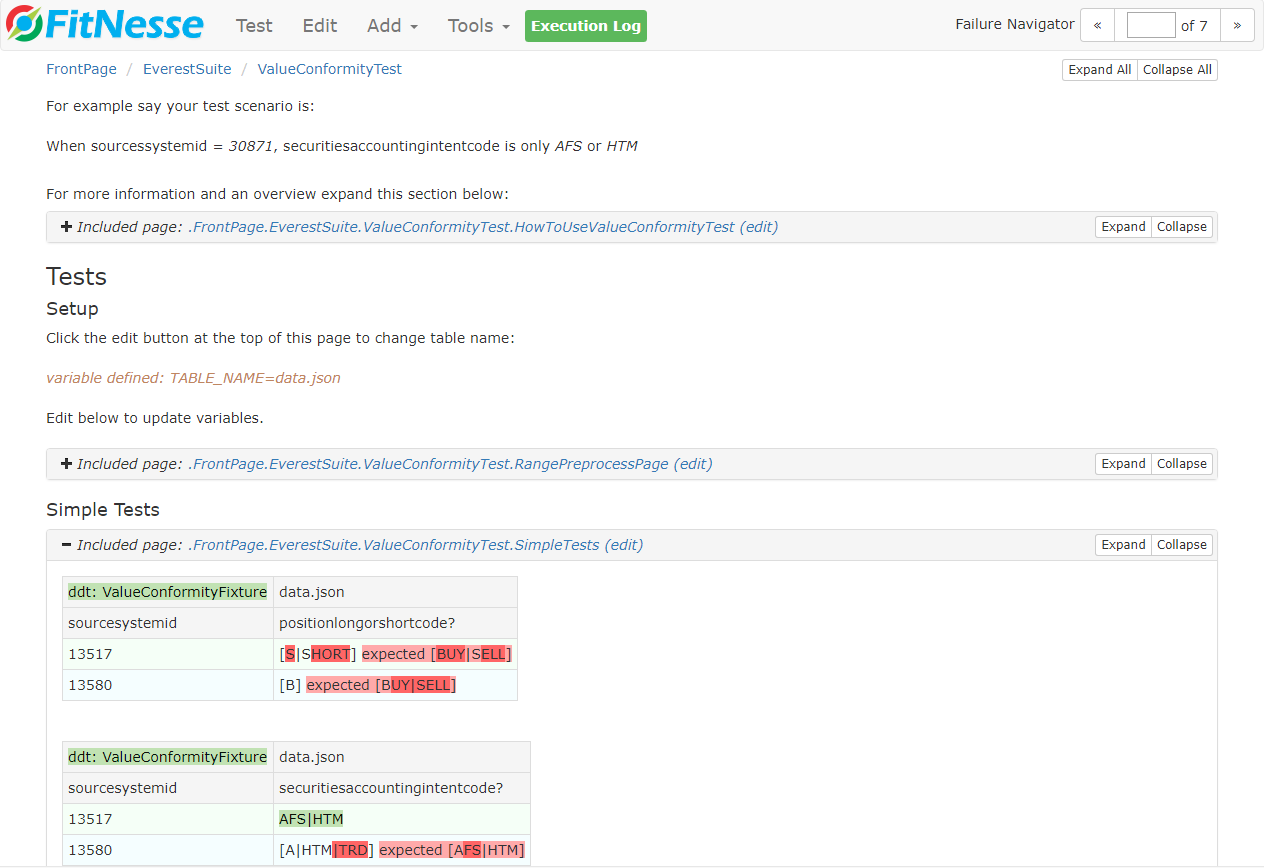 FitNesse Test Edit Add Tools Execution Log Failure Navigator « of 7 »
FrontPage / EverestSuite / ValueConformityTest Expand All Collapse All
For example say your test scenario is:
When sourcessystemid = 30871, securitiesaccountingintentcode is only AFS or HTM
For more information and an overview expand this section below:
Included page: .FrontPage.EverestSuite.ValueConformityTest.HowToUseValueConformityTest (edit) Expand Collapse
Tests
Setup
Click the edit button at the top of this page to change table name:
variable defined: TABLE_NAME=data.json
Edit below to update variables.
Included page: .FrontPage.EverestSuite.ValueConformityTest.RangePreprocessPage (edit) Expand Collapse
Simple Tests
Included page: .FrontPage.EverestSuite.ValueConformityTest.SimpleTests (edit) Expand Collapse
ddt: ValueConformityFixture data.json
sourcesystemid positionlongorshortcode?
13517 [S|SHORT] expected [BUY|SELL]
13580 [B] expected [BUY|SELL]
ddt: ValueConformityFixture data.json
sourcesystemid securitiesaccountingintentcode?
13517 AFS|HTM
13580 [A|HTM|TRD] expected [AFS|HTM]